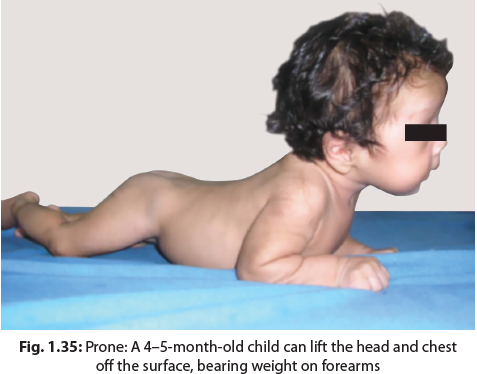 Fig. 1.35: Prone: A 4–5-month-old child can lift the head and chest
off the surface, bearing weight on forearms